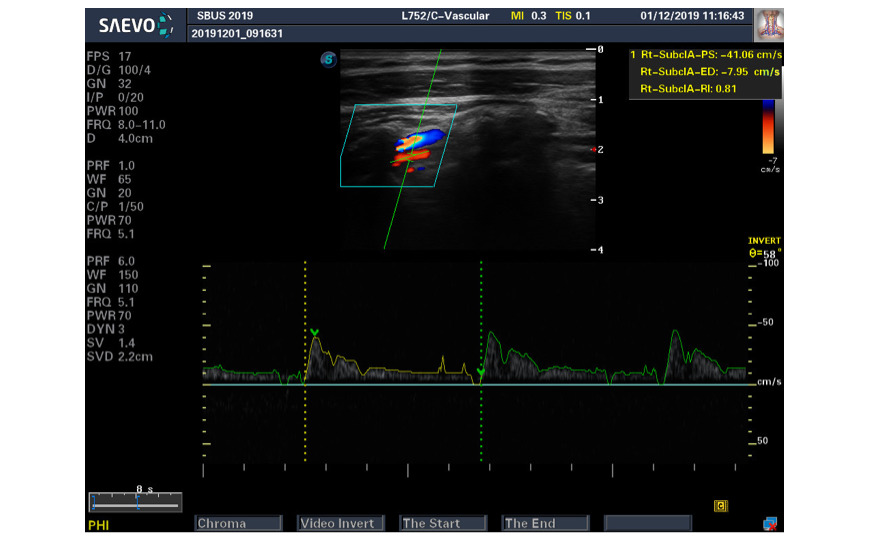 SAEVO
SBUS 2019
L752/C-Vascular
MI 0.3 TIS 0.1
01/12/2019 11:16:43
20191201_091631
FPS 17
D/G 100/4
GN 32
I/P 0/20
PWR 100
FRQ 8.0-11.0
D 4.0cm
PRF 1.0
WF 65
GN 20
C/P 1/50
PWR 70
FRQ 5.1
PRF 6.0
WF 150
GN 110
FRQ 5.1
PWR 70
DYN 3
SV 1.4
SVD 2.2cm
S
0
1
2
3
4
1 Rt-SubclA-PS: -41.06 cm/s
Rt-SubclA-ED: -7.95 cm/s
Rt-SubclA-RI: 0.81
-7
cm/s
INVERT
θ=58°
-100
-50
cm/s
50
8 s
PHI
Chroma
Video Invert
The Start
The End